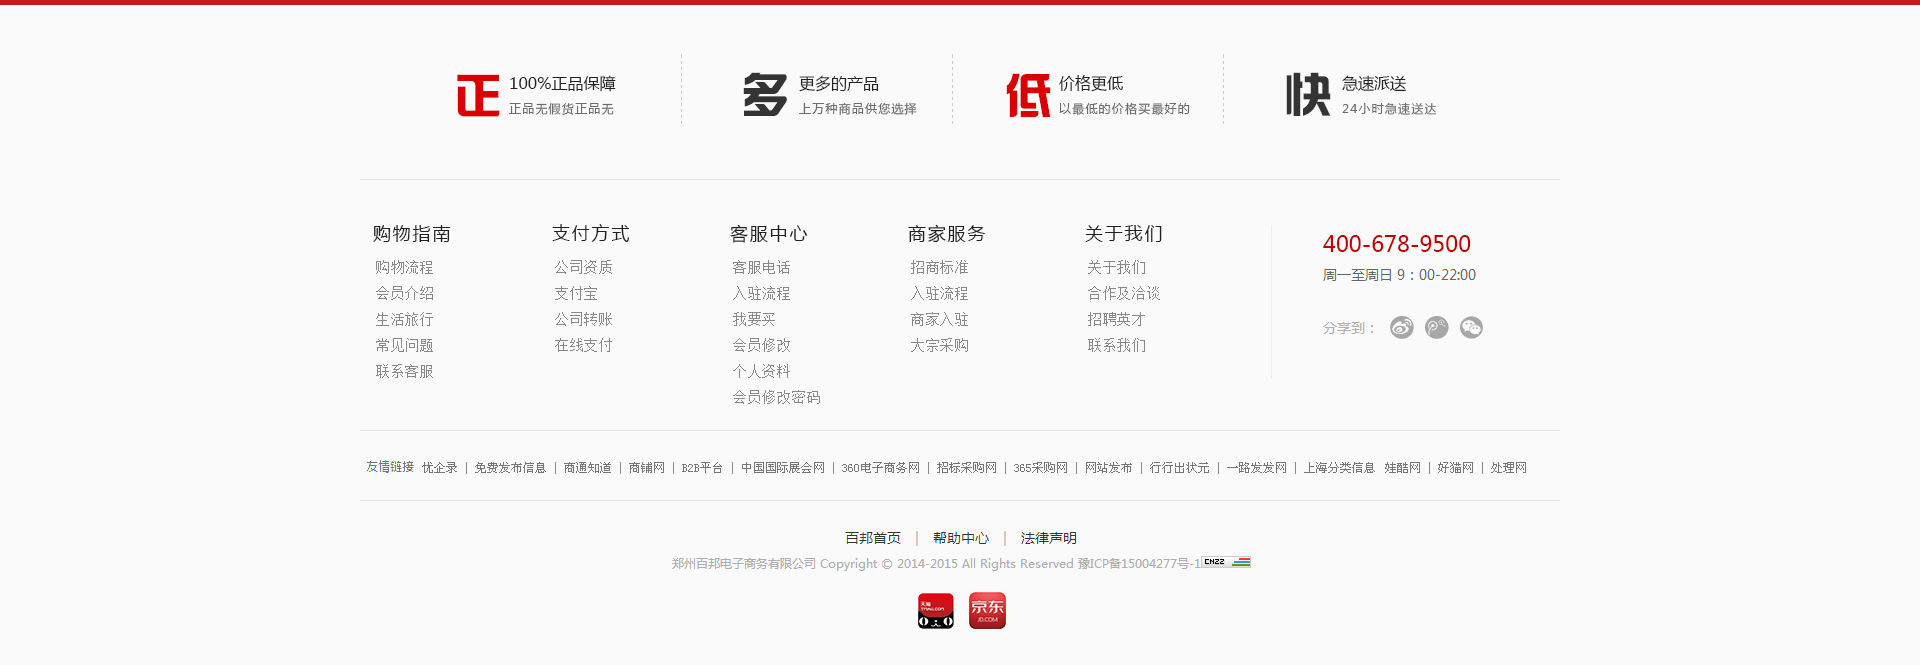 正 100%正品保障
正品无假货正品无
多 更多的产品
上万种商品供您选择
低 价格更低
以最低的价格买最好的
快 急速派送
24小时急速送达
购物指南
购物流程
会员介绍
生活旅行
常见问题
联系客服
支付方式
公司资质
支付宝
公司转账
在线支付
客服中心
客服电话
入驻流程
我要买
会员修改
个人资料
会员修改密码
商家服务
招商标准
入驻流程
商家入驻
大宗采购
关于我们
关于我们
合作及洽谈
招聘英才
联系我们
400-678-9500
周一至周日 9：00-22:00
分享到：
友情链接 优企录 | 免费发布信息 | 商通知道 | 商铺网 | B2B平台 | 中国国际展会网 | 360电子商务网 | 招标采购网 | 365采购网 | 网站发布 | 行行出状元 | 一路发发网 | 上海分类信息 娃酷网 | 好猫网 | 处理网
百邦首页 | 帮助中心 | 法律声明
郑州百邦电子商务有限公司 Copyright © 2014-2015 All Rights Reserved 豫ICP备15004277号-1 CNZZ
天猫
TMALL.COM
京东
JD.COM